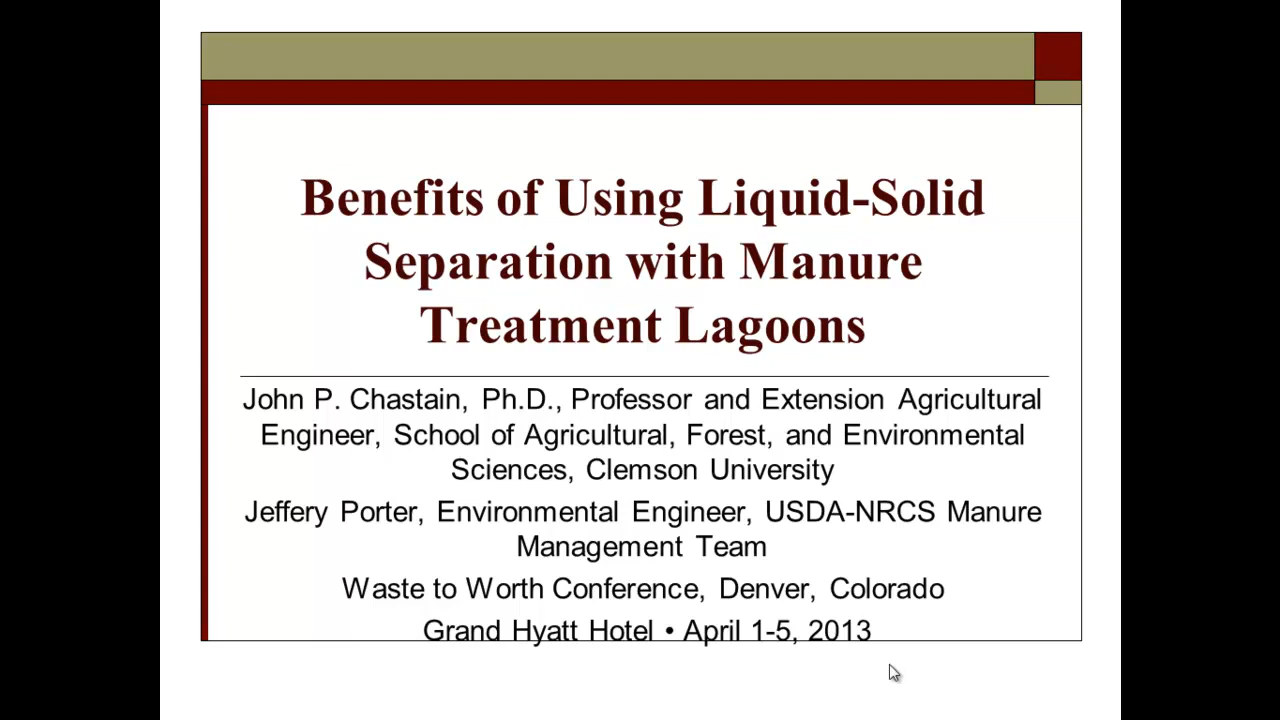 Benefits of Using Liquid-Solid
Separation with Manure
Treatment Lagoons
John P. Chastain, Ph.D., Professor and Extension Agricultural
Engineer, School of Agricultural, Forest, and Environmental
Sciences, Clemson University
Jeffery Porter, Environmental Engineer, USDA-NRCS Manure
Management Team
Waste to Worth Conference, Denver, Colorado
Grand Hyatt Hotel • April 1-5, 2013